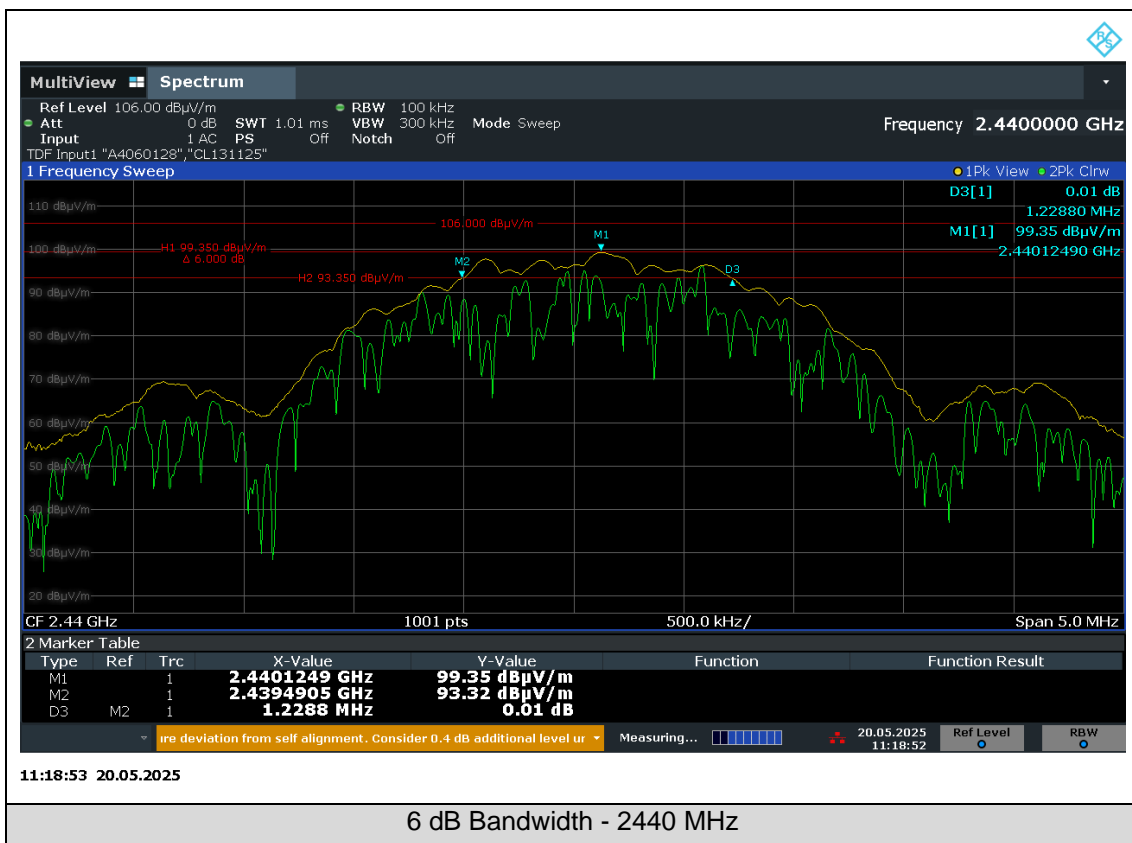 R&S
MultiView Spectrum
Ref Level 106.00 dBµV/m RBW 100 kHz
Att 0 dB SWT 1.01 ms VBW 300 kHz Mode Sweep Frequency 2.4400000 GHz
Input 1 AC PS Off Notch Off
TDF Input1 "A4060128","CL131125"
1 Frequency Sweep 1Pk View 2Pk Clrw
D3[1] 0.01 dB
1.22880 MHz
M1[1] 99.35 dBµV/m
2.44012490 GHz
110 dBµV/m
106.000 dBµV/m
M1
100 dBµV/m H1 99.350 dBµV/m
Δ 6.000 dB
M2
D3
H2 93.350 dBµV/m
90 dBµV/m
80 dBµV/m
70 dBµV/m
60 dBµV/m
50 dBµV/m
40 dBµV/m
30 dBµV/m
20 dBµV/m
CF 2.44 GHz 1001 pts 500.0 kHz/ Span 5.0 MHz
2 Marker Table
Type Ref Trc X-Value Y-Value Function Function Result
M1 1 2.4401249 GHz 99.35 dBµV/m
M2 1 2.4394905 GHz 93.32 dBµV/m
D3 M2 1 1.2288 MHz 0.01 dB
deviation from self alignment. Consider 0.4 dB additional level Measuring... 20.05.2025 Ref Level RBW
11:18:52
11:18:53 20.05.2025
6 dB Bandwidth - 2440 MHz